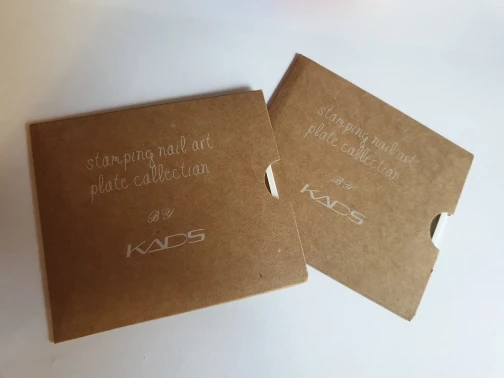 stamping nail art
plate collection
BY
KADS
stamping nail art
plate collection
BY
KADS